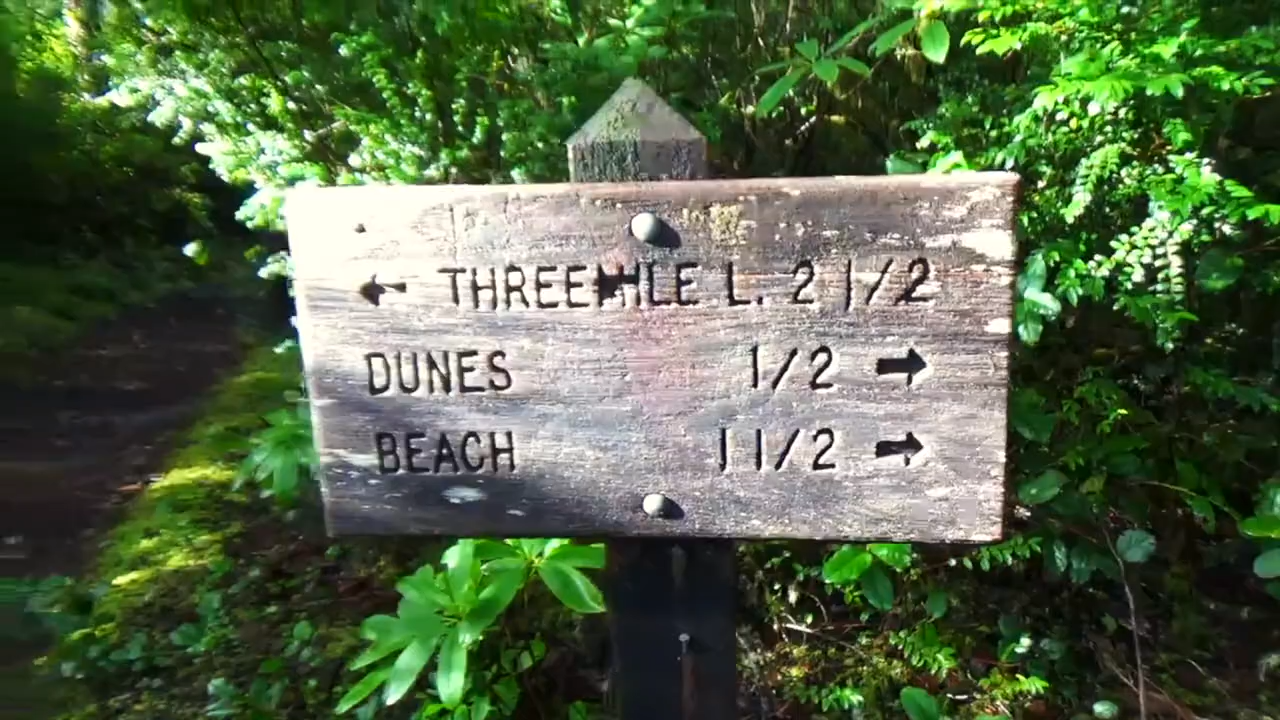 ← THREEMILE L. 2 1/2
DUNES 1/2 →
BEACH 1 1/2 →